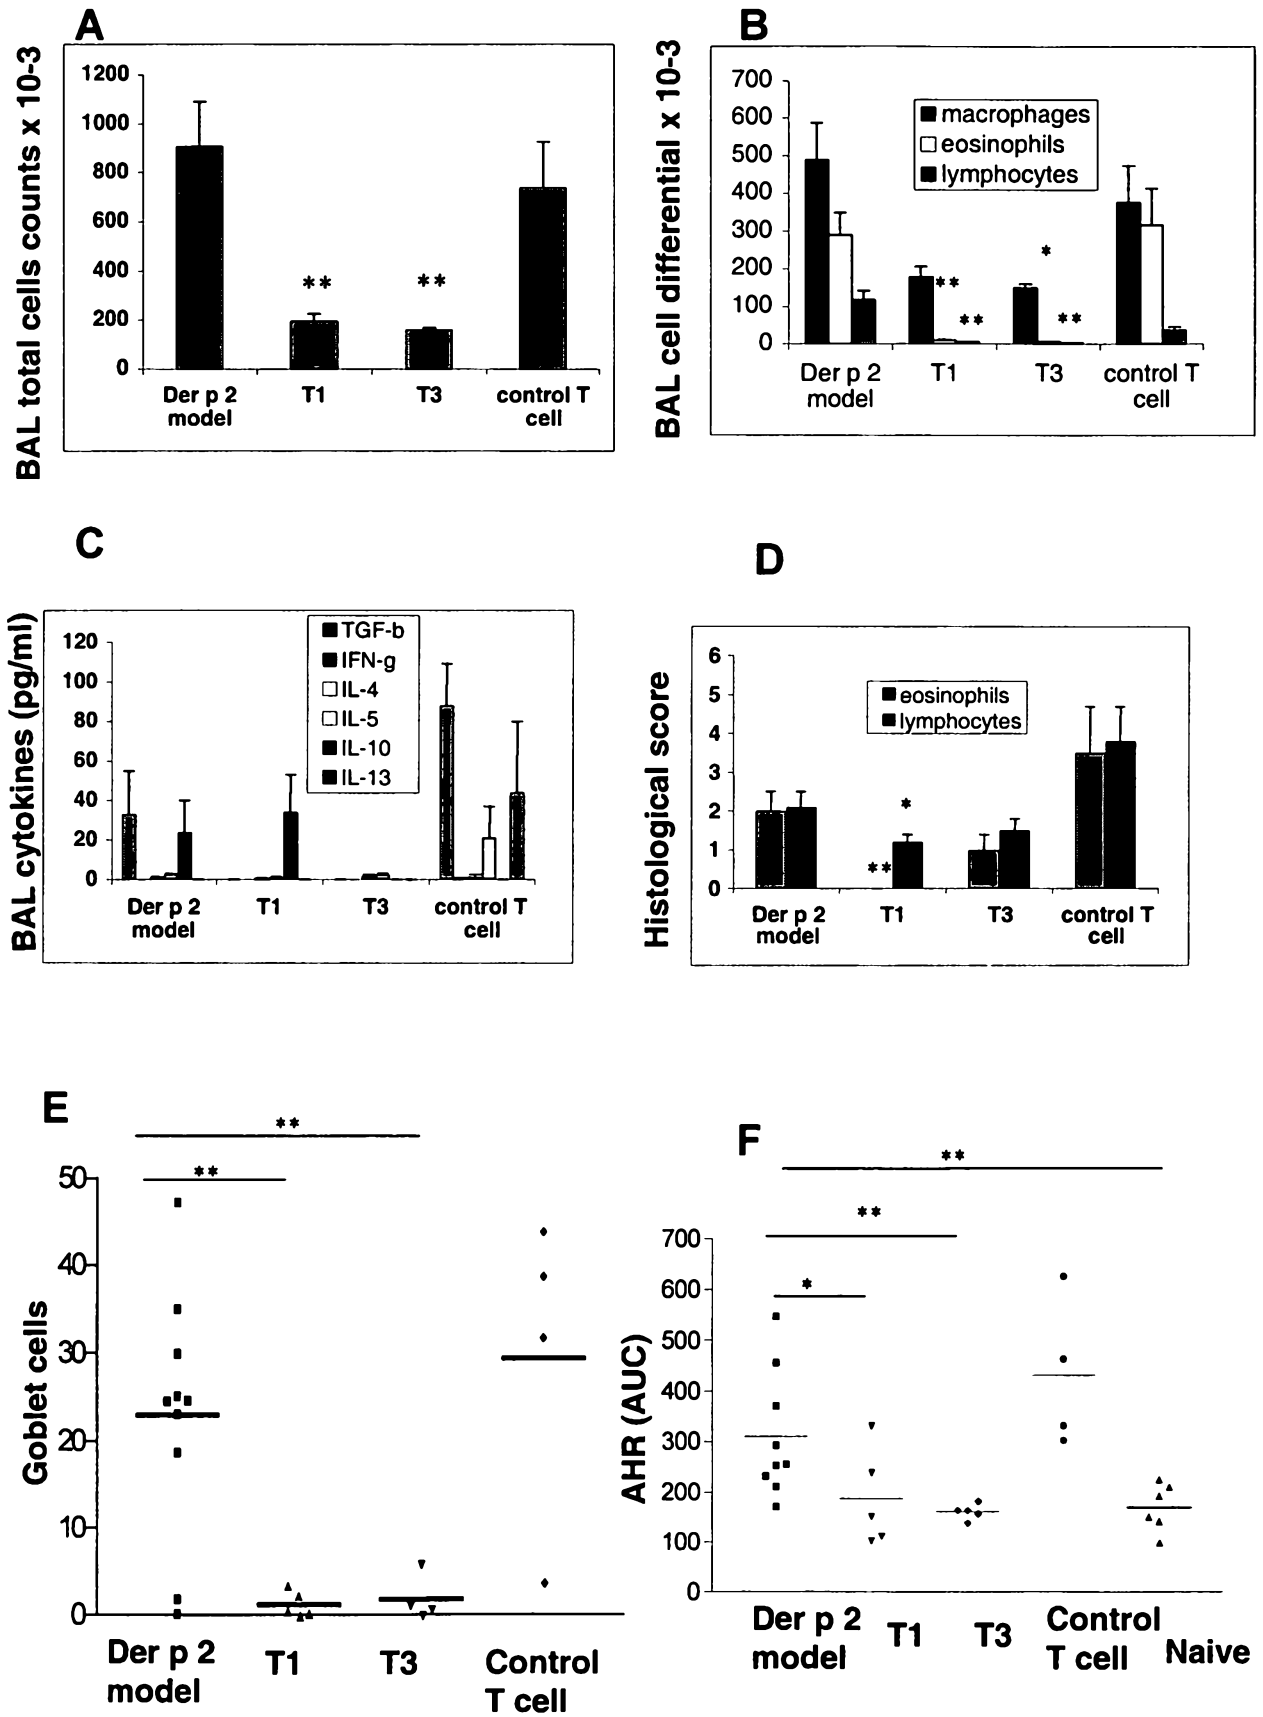 A
BAL total cells counts x 10-3
1200
1000
800
600
400
200
0
** **
Der p 2 model
T1
T3
control T cell
B
BAL cell differential x 10-3
700
600
500
400
300
200
100
0
macrophages
eosinophils
lymphocytes
*
**
** **
Der p 2 model
T1
T3
control T cell
C
BAL cytokines (pg/ml)
120
100
80
60
40
20
0
TGF-b
IFN-g
IL-4
IL-5
IL-10
IL-13
Der p 2 model
T1
T3
control T cell
D
Histological score
6
5
4
3
2
1
0
eosinophils
lymphocytes
*
**
Der p 2 model
T1
T3
control T cell
E
Goblet cells
**
**
50
40
30
20
10
0
Der p 2 model
T1
T3
Control T cell
F
AHR (AUC)
**
**
*
700
600
500
400
300
200
100
0
Der p 2 model
T1
T3
Control T cell
Naive